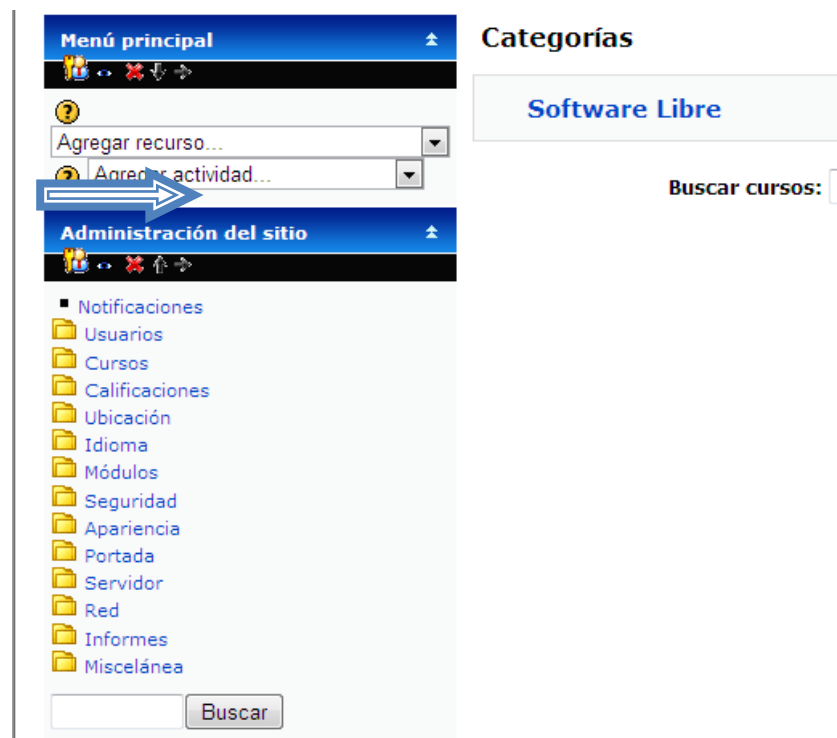 Menú principal
Agregar recurso...
Agregar actividad...
Administración del sitio
Notificaciones
Usuarios
Cursos
Calificaciones
Ubicación
Idioma
Módulos
Seguridad
Apariencia
Portada
Servidor
Red
Informes
Miscelánea
Buscar
Categorías
Software Libre
Buscar cursos: